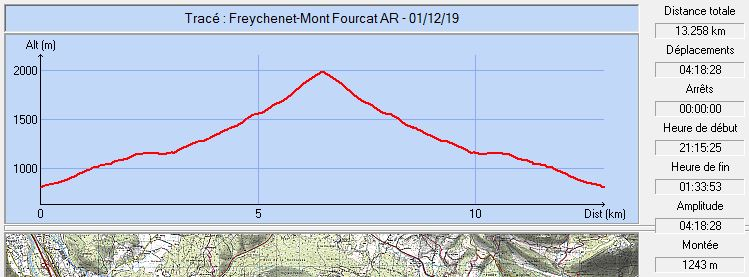 Tracé : Freychenet-Mont Fourcat AR - 01/12/19
Alt (m)
2000
1500
1000
0
5
10
Dist (km)
Distance totale
13.258 km
Déplacements
04:18:28
Arrêts
00:00:00
Heure de début
21:15:25
Heure de fin
01:33:53
Amplitude
04:18:28
Montée
1243 m